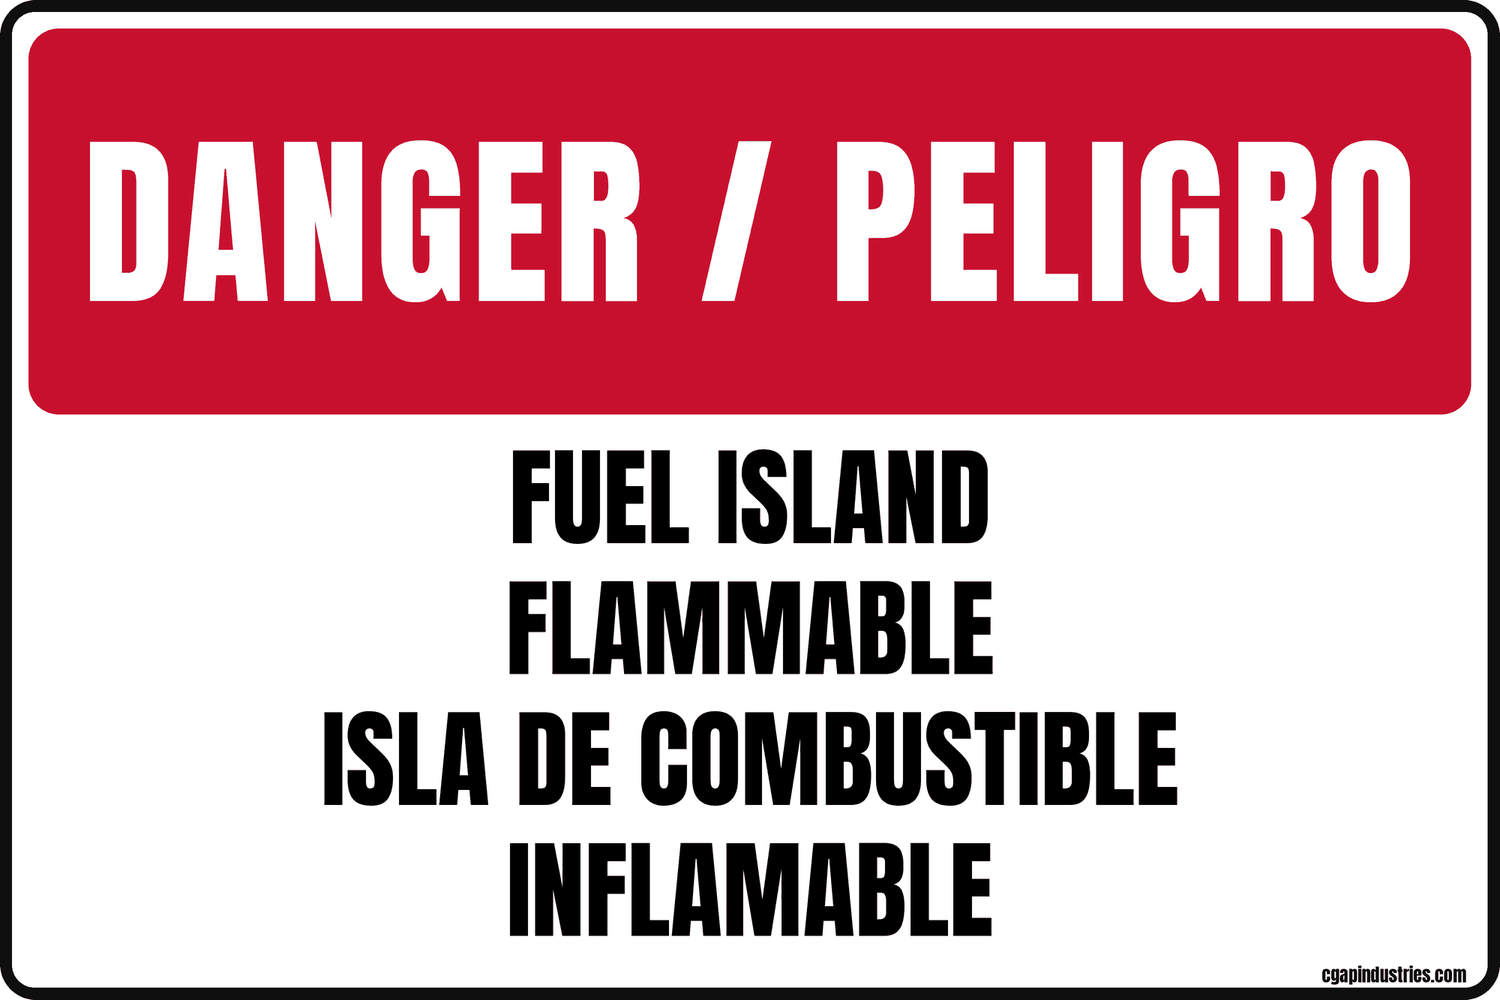 DANGER / PELIGRO
FUEL ISLAND
FLAMMABLE
ISLA DE COMBUSTIBLE
INFLAMABLE
cgapindustries.com